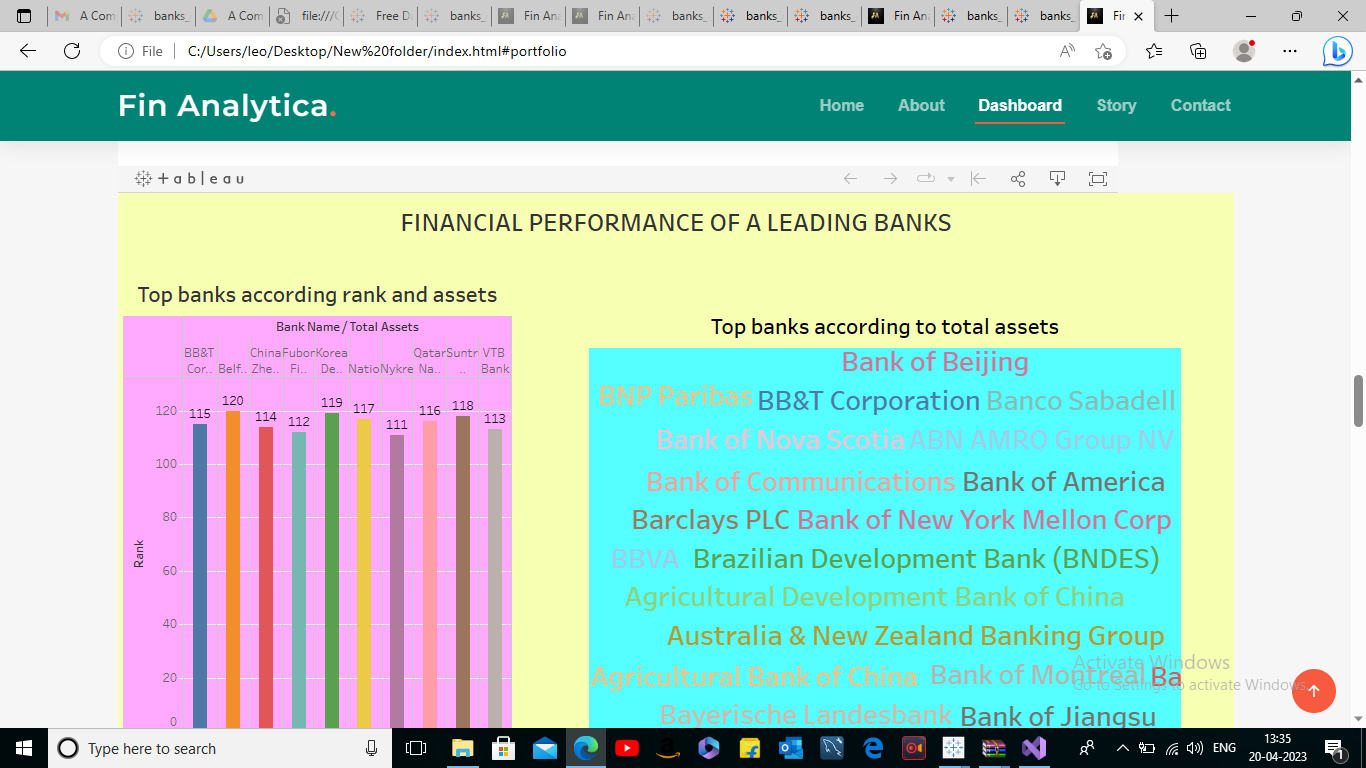 A Com banks_ A Com file:///C Free D banks_ Fin Ana Fin Ana banks_ banks_ banks_ Fin Ana banks_ banks_ Fin
File C:/Users/leo/Desktop/New%20folder/index.html#portfolio
Fin Analytica. Home About Dashboard Story Contact
+ableau
FINANCIAL PERFORMANCE OF A LEADING BANKS
Top banks according rank and assets
Bank Name / Total Assets
BB&T China Fubon Korea Qatar Suntr VTB
Cor.. Belf.. Zhe.. Fi.. De.. Natio Nykre Na.. .. Bank
115 120 114 112 119 117 111 116 118 113
120
100
80
60
40
20
0
Rank
Top banks according to total assets
Bank of Beijing
BNP Paribas BB&T Corporation Banco Sabadell
Bank of Nova Scotia ABN AMRO Group NV
Bank of Communications Bank of America
Barclays PLC Bank of New York Mellon Corp
BBVA Brazilian Development Bank (BNDES)
Agricultural Development Bank of China
Australia & New Zealand Banking Group
Agricultural Bank of China Bank of Montreal Ba
Bayerische Landesbank Bank of Jiangsu
Activate Windows
Go to Settings to activate Windows.
Type here to search ENG 13:35
20-04-2023 1